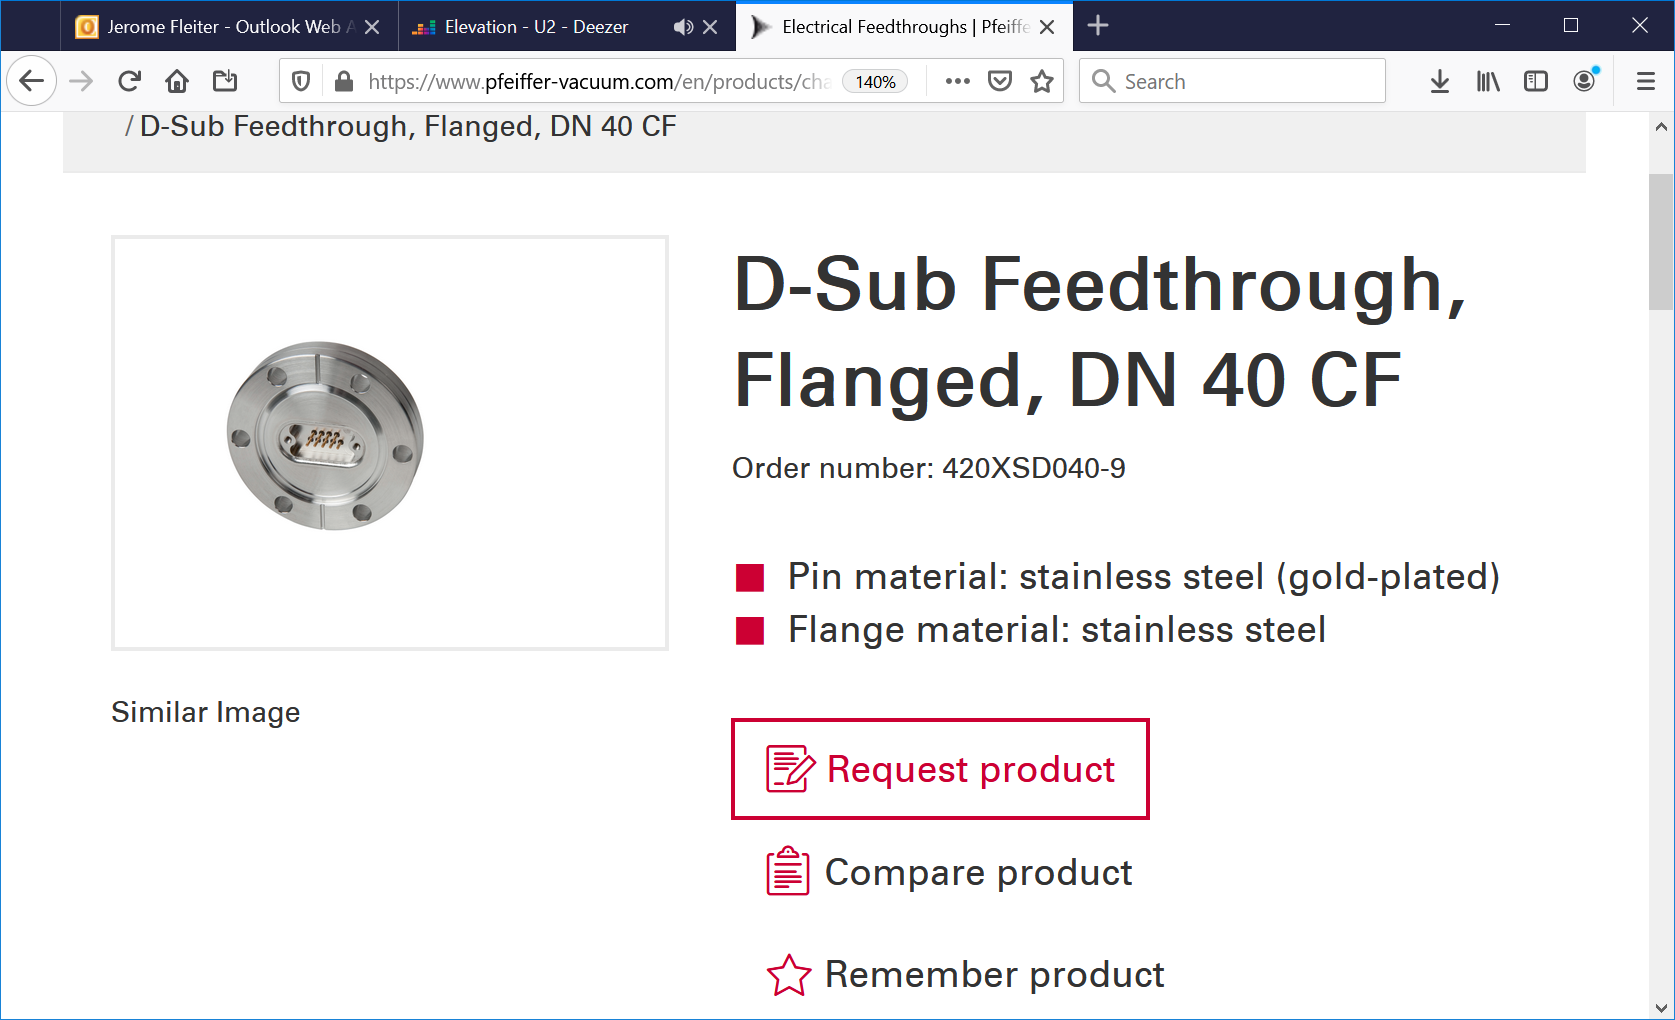 Jerome Fleiter - Outlook Web A
Elevation - U2 - Deezer
Electrical Feedthroughs | Pfeiffe
https://www.pfeiffer-vacuum.com/en/products/cha
140%
Search
/ D-Sub Feedthrough, Flanged, DN 40 CF
D-Sub Feedthrough,
Flanged, DN 40 CF
Order number: 420XSD040-9
Pin material: stainless steel (gold-plated)
Flange material: stainless steel
Similar Image
Request product
Compare product
Remember product